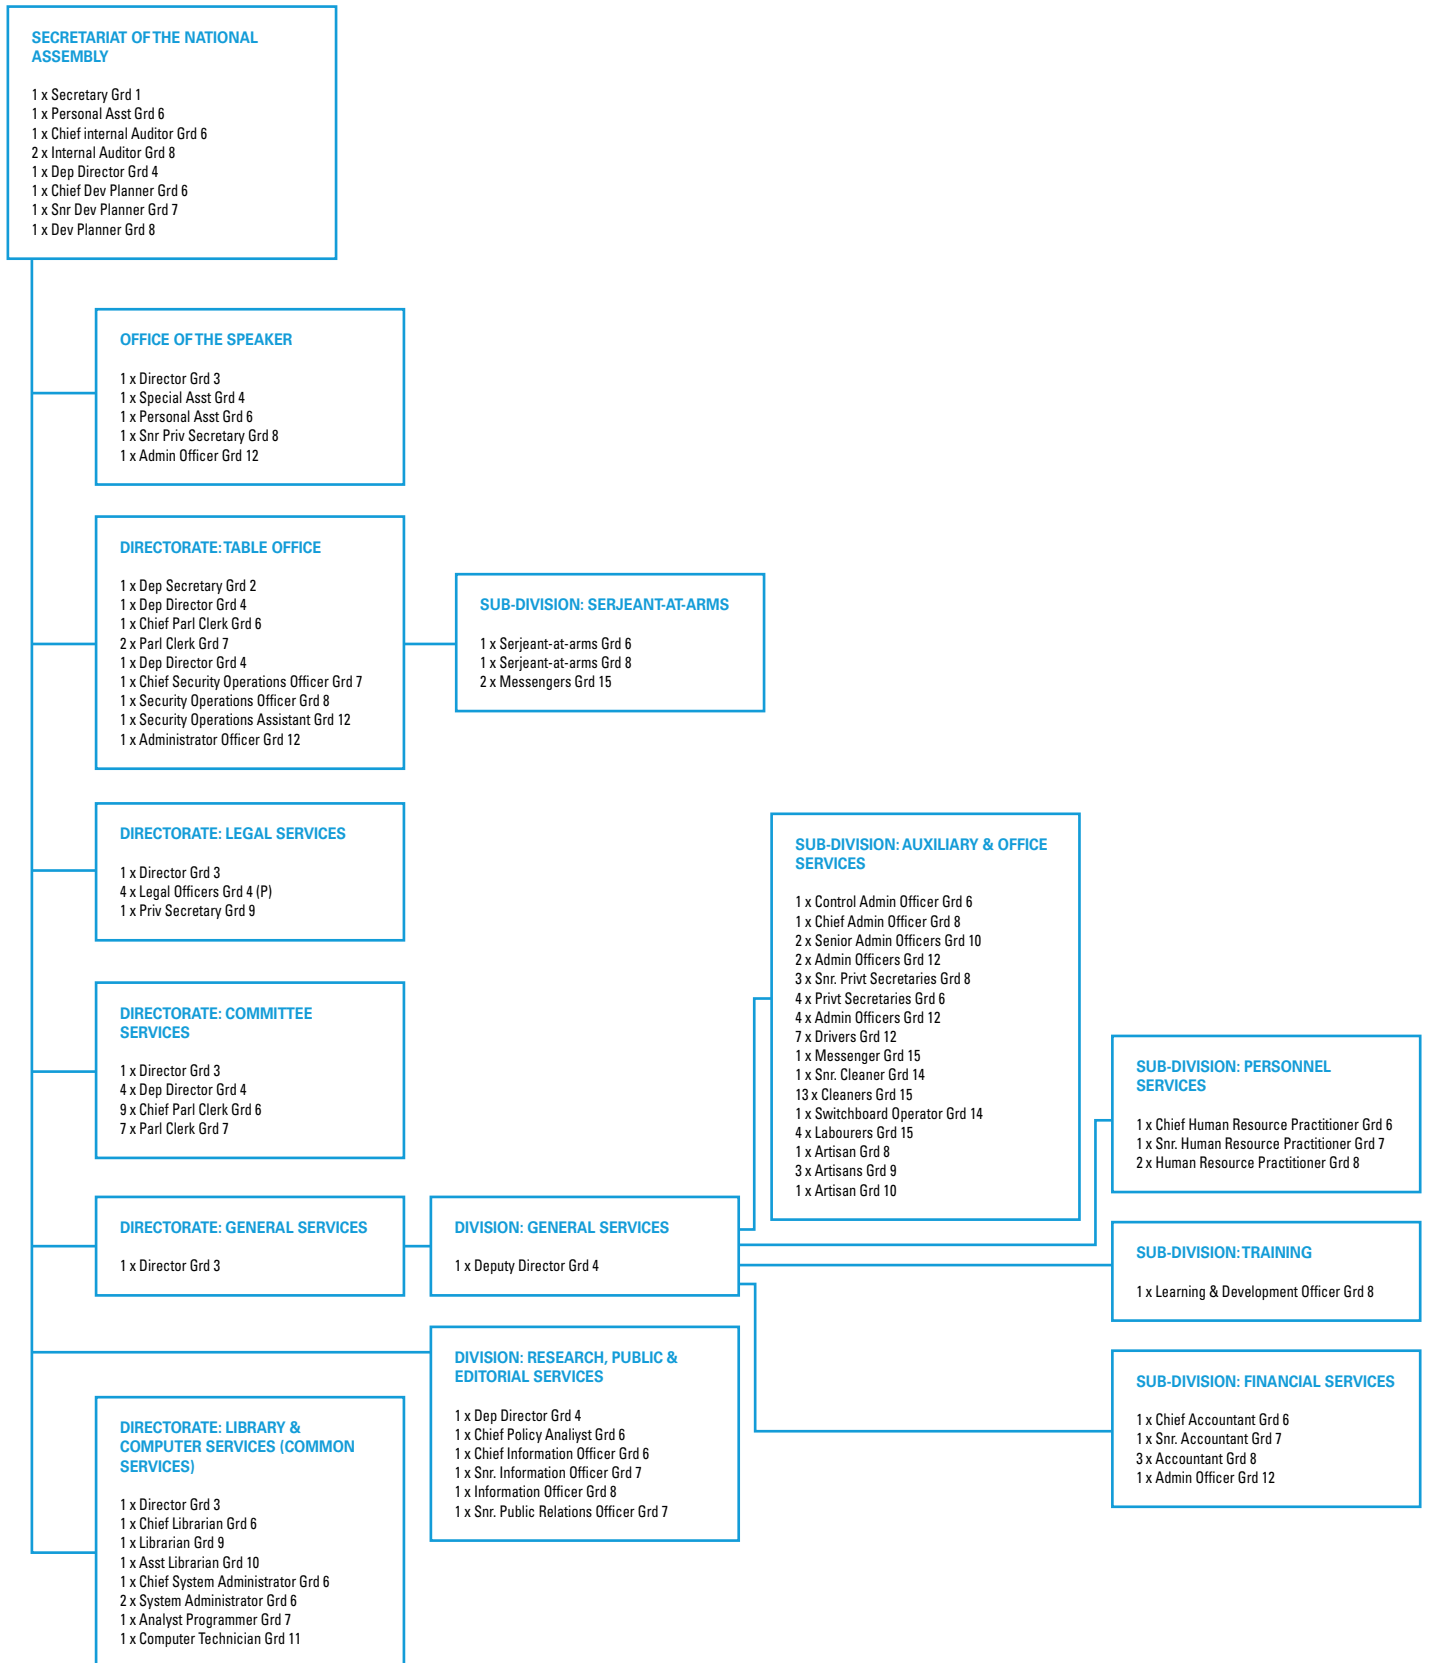 SECRETARIAT OF THE NATIONAL
ASSEMBLY
1 x Secretary Grd 1
1 x Personal Asst Grd 6
1 x Chief internal Auditor Grd 6
2 x Internal Auditor Grd 8
1 x Dep Director Grd 4
1 x Chief Dev Planner Grd 6
1 x Snr Dev Planner Grd 7
1 x Dev Planner Grd 8
OFFICE OF THE SPEAKER
1 x Director Grd 3
1 x Special Asst Grd 4
1 x Personal Asst Grd 6
1 x Snr Priv Secretary Grd 8
1 x Admin Officer Grd 12
DIRECTORATE: TABLE OFFICE
1 x Dep Secretary Grd 2
1 x Dep Director Grd 4
1 x Chief Parl Clerk Grd 6
2 x Parl Clerk Grd 7
1 x Dep Director Grd 4
1 x Chief Security Operations Officer Grd 7
1 x Security Operations Officer Grd 8
1 x Security Operations Assistant Grd 12
1 x Administrator Officer Grd 12
SUB-DIVISION: SERJEANT-AT-ARMS
1 x Serjeant-at-arms Grd 6
1 x Serjeant-at-arms Grd 8
2 x Messengers Grd 15
DIRECTORATE: LEGAL SERVICES
1 x Director Grd 3
4 x Legal Officers Grd 4 (P)
1 x Priv Secretary Grd 9
DIRECTORATE: COMMITTEE
SERVICES
1 x Director Grd 3
4 x Dep Director Grd 4
9 x Chief Parl Clerk Grd 6
7 x Parl Clerk Grd 7
DIRECTORATE: GENERAL SERVICES
1 x Director Grd 3
DIVISION: GENERAL SERVICES
1 x Deputy Director Grd 4
SUB-DIVISION: AUXILIARY & OFFICE
SERVICES
1 x Control Admin Officer Grd 6
1 x Chief Admin Officer Grd 8
2 x Senior Admin Officers Grd 10
2 x Admin Officers Grd 12
3 x Snr. Privt Secretaries Grd 8
4 x Privt Secretaries Grd 6
4 x Admin Officers Grd 12
7 x Drivers Grd 12
1 x Messenger Grd 15
1 x Snr. Cleaner Grd 14
13 x Cleaners Grd 15
1 x Switchboard Operator Grd 14
4 x Labourers Grd 15
1 x Artisan Grd 8
3 x Artisans Grd 9
1 x Artisan Grd 10
SUB-DIVISION: PERSONNEL
SERVICES
1 x Chief Human Resource Practitioner Grd 6
1 x Snr. Human Resource Practitioner Grd 7
2 x Human Resource Practitioner Grd 8
SUB-DIVISION: TRAINING
1 x Learning & Development Officer Grd 8
SUB-DIVISION: FINANCIAL SERVICES
1 x Chief Accountant Grd 6
1 x Snr. Accountant Grd 7
3 x Accountant Grd 8
1 x Admin Officer Grd 12
DIVISION: RESEARCH, PUBLIC &
EDITORIAL SERVICES
1 x Dep Director Grd 4
1 x Chief Policy Analiyst Grd 6
1 x Chief Information Officer Grd 6
1 x Snr. Information Officer Grd 7
1 x Information Officer Grd 8
1 x Snr. Public Relations Officer Grd 7
DIRECTORATE: LIBRARY &
COMPUTER SERVICES (COMMON
SERVICES)
1 x Director Grd 3
1 x Chief Librarian Grd 6
1 x Librarian Grd 9
1 x Asst Librarian Grd 10
1 x Chief System Administrator Grd 6
2 x System Administrator Grd 6
1 x Analyst Programmer Grd 7
1 x Computer Technician Grd 11